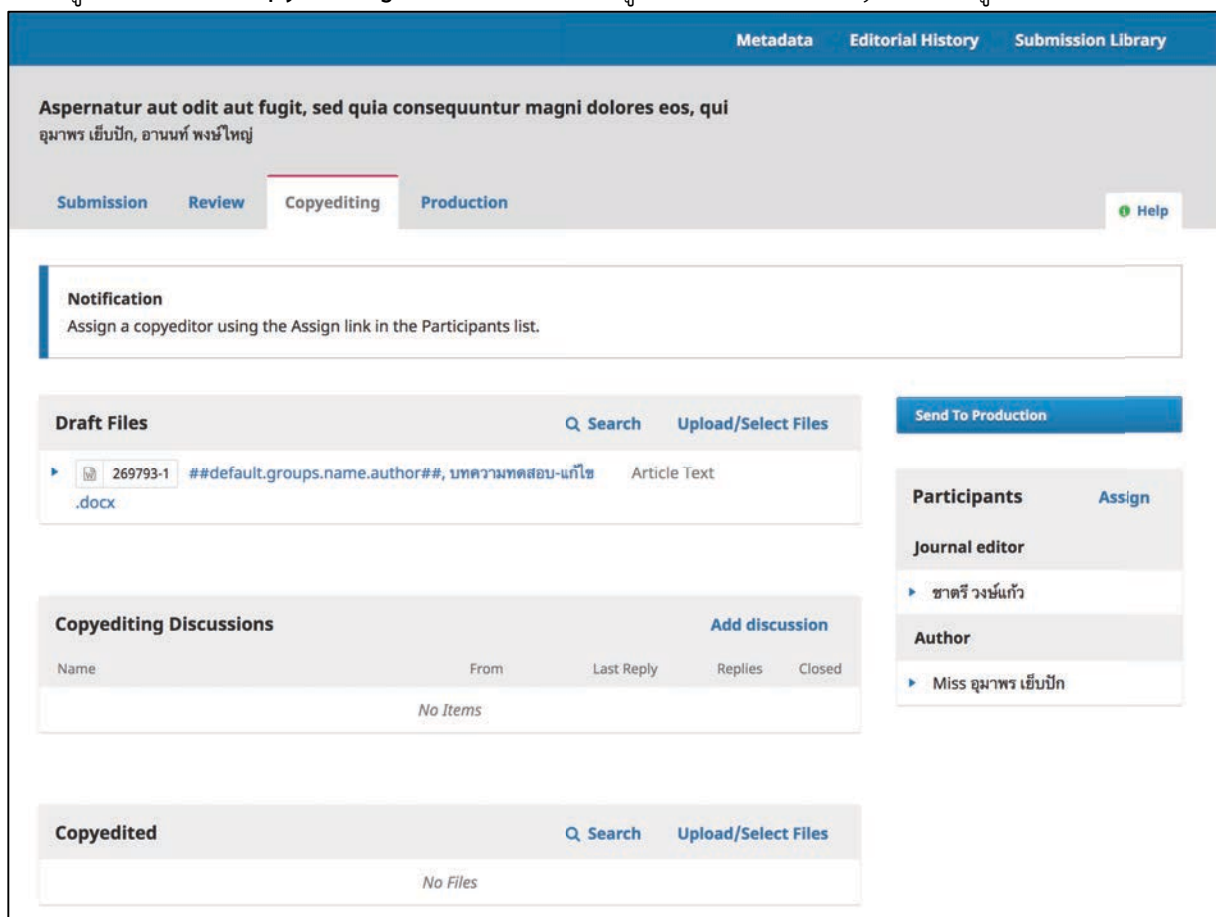 Metadata Editorial History Submission Library
Aspernatur aut odit aut fugit, sed quia consequuntur magni dolores eos, qui
อุมาพร เย็บปัก, อานนท์ พงษ์ใหญ่
Submission Review Copyediting Production
Help
Notification
Assign a copyeditor using the Assign link in the Participants list.
Draft Files Search Upload/Select Files
269793-1 ##default.groups.name.author##, บทความทดสอบ-แก้ไข Article Text
.docx
Send To Production
Participants Assign
Journal editor
ชาตรี วงษ์แก้ว
Author
Miss อุมาพร เย็บปัก
Copyediting Discussions Add discussion
Name From Last Reply Replies Closed
No Items
Copyedited Search Upload/Select Files
No Files